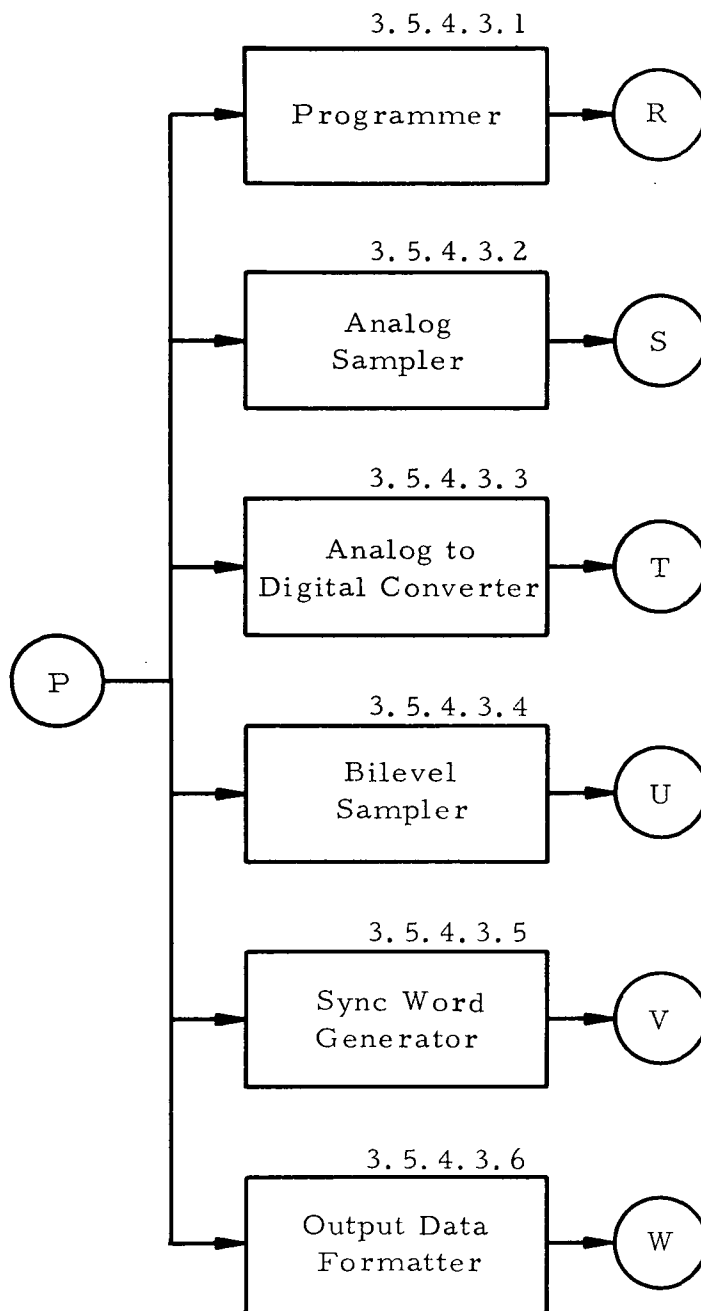 3.5.4.3.1
Programmer
R
3.5.4.3.2
Analog
Sampler
S
3.5.4.3.3
Analog to
Digital Converter
T
P
3.5.4.3.4
Bilevel
Sampler
U
3.5.4.3.5
Sync Word
Generator
V
3.5.4.3.6
Output Data
Formatter
W